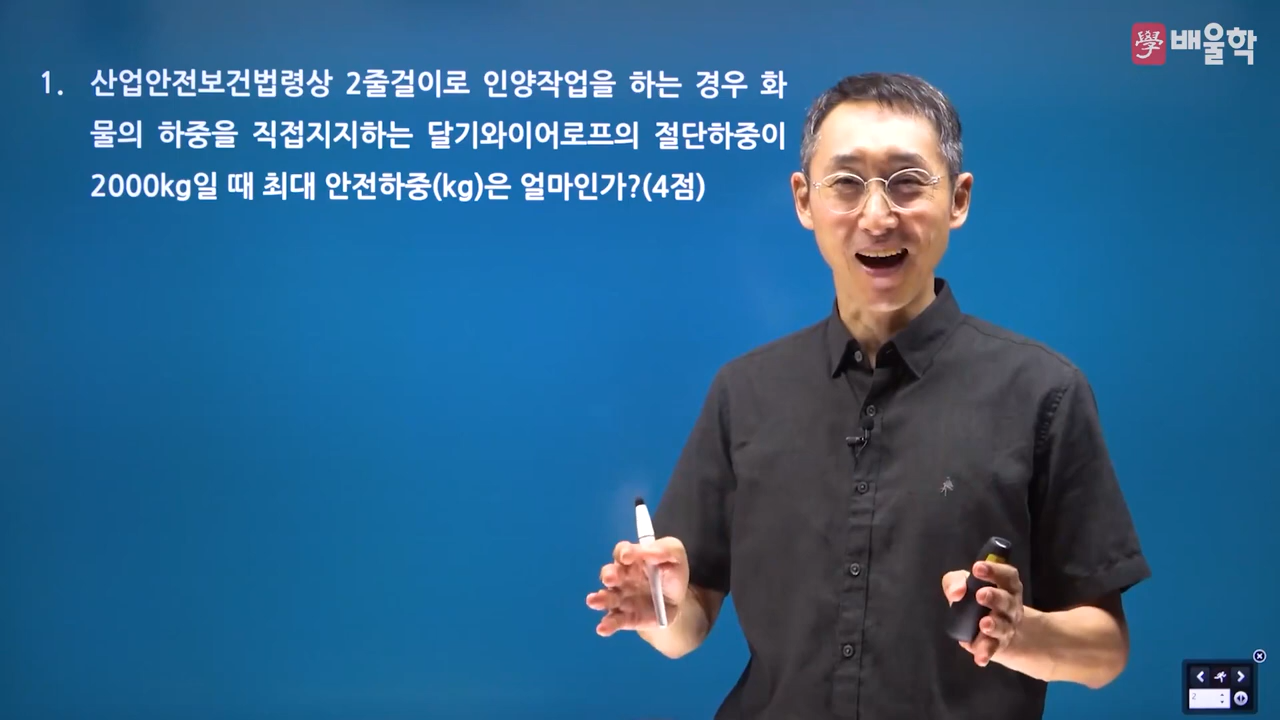 學 배울학
1. 산업안전보건법령상 2줄걸이로 인양작업을 하는 경우 화
물의 하중을 직접지지하는 달기와이어로프의 절단하중이
2000kg일 때 최대 안전하중(kg)은 얼마인가?(4점)
2